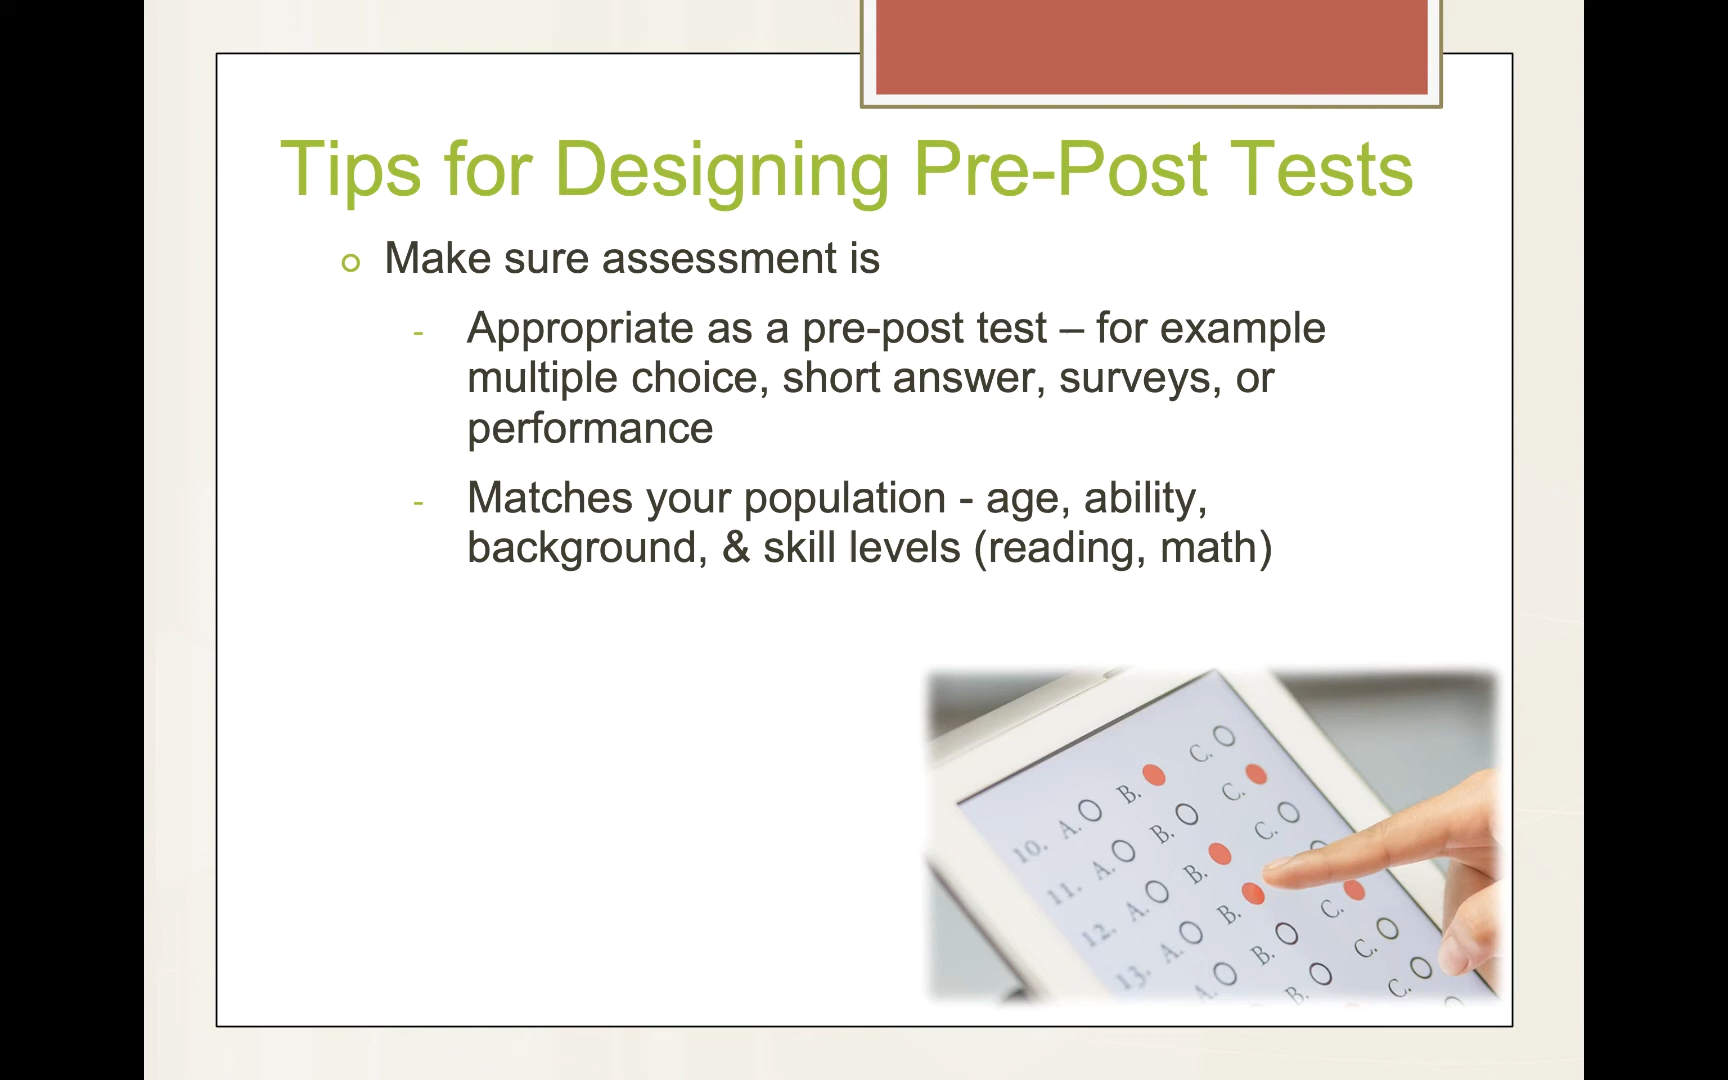 Tips for Designing Pre-Post Tests
Make sure assessment is
- Appropriate as a pre-post test – for example
multiple choice, short answer, surveys, or
performance
- Matches your population - age, ability,
background, & skill levels (reading, math)
10. A. B. C.
11. A. B. C.
12. A. B. C.
13. A. B.
A. B. C.
B. C.
C.